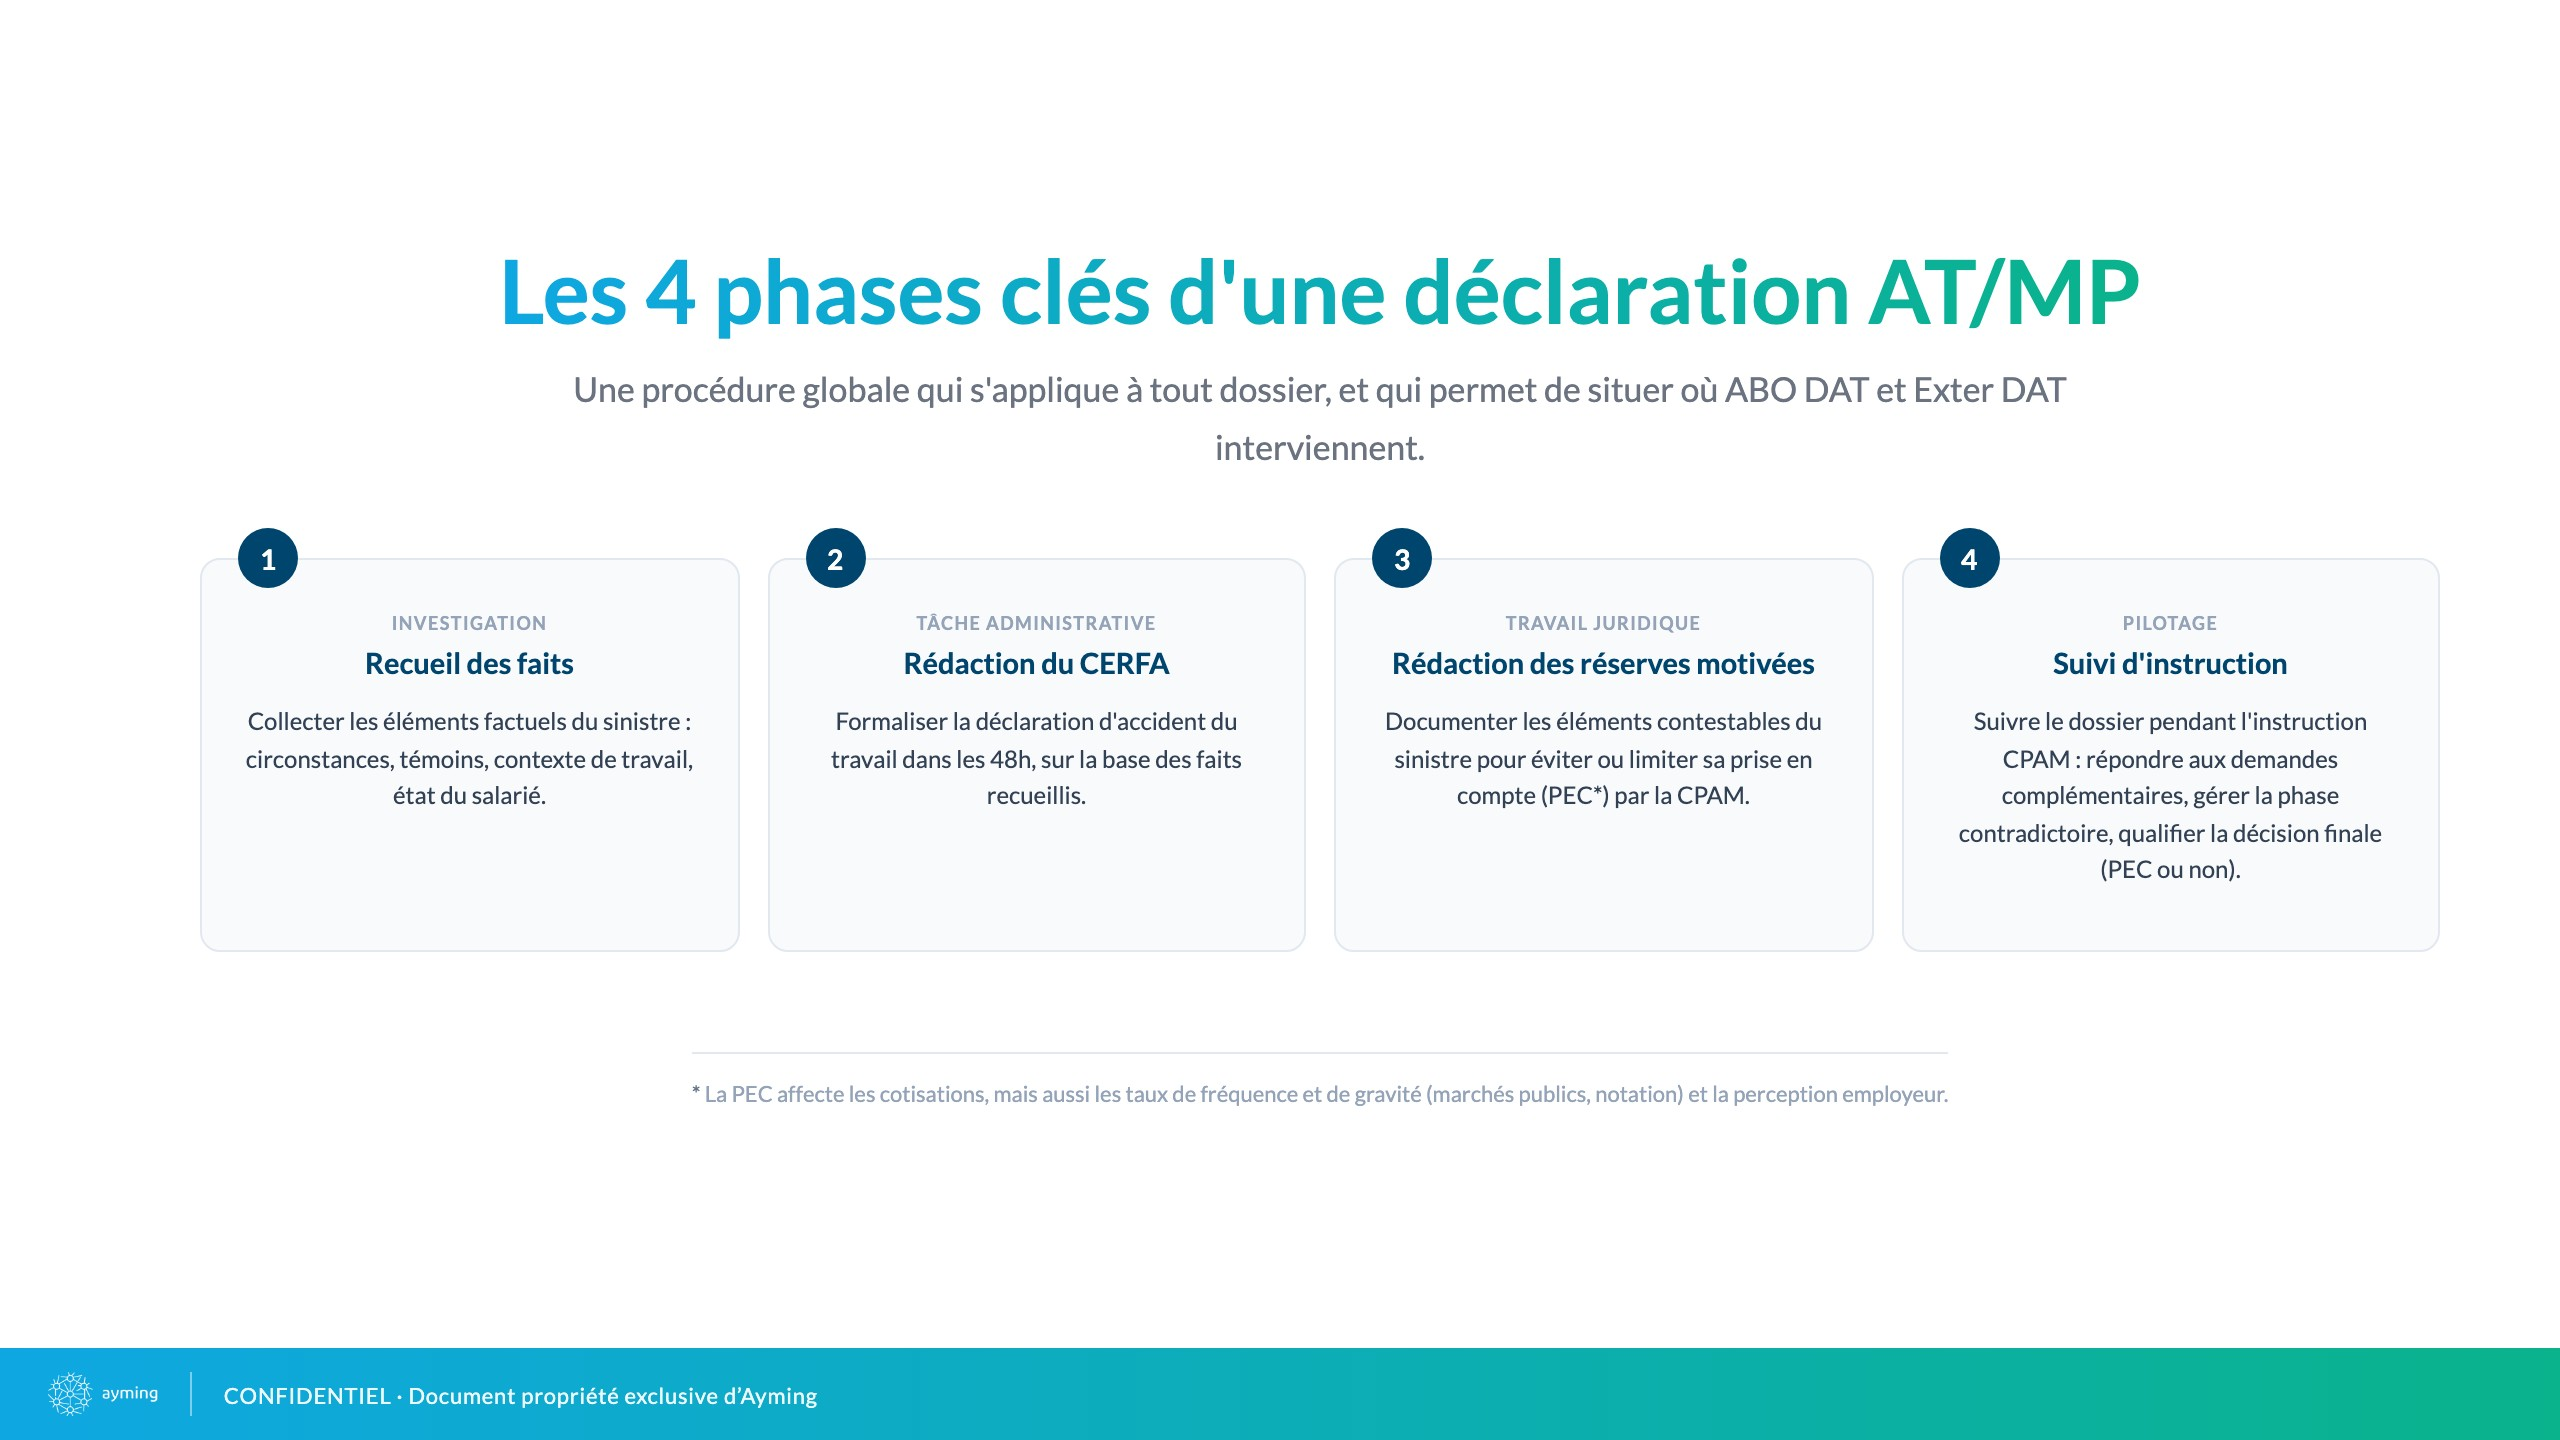 Les 4 phases clés d'une déclaration AT/MP
Une procédure globale qui s'applique à tout dossier, et qui permet de situer où ABO DAT et Exter DAT
interviennent.
1
INVESTIGATION
Recueil des faits
Collecter les éléments factuels du sinistre :
circonstances, témoins, contexte de travail,
état du salarié.
2
TÂCHE ADMINISTRATIVE
Rédaction du CERFA
Formaliser la déclaration d'accident du
travail dans les 48h, sur la base des faits
recueillis.
3
TRAVAIL JURIDIQUE
Rédaction des réserves motivées
Documenter les éléments contestables du
sinistre pour éviter ou limiter sa prise en
compte (PEC*) par la CPAM.
4
PILOTAGE
Suivi d'instruction
Suivre le dossier pendant l'instruction
CPAM : répondre aux demandes
complémentaires, gérer la phase
contradictoire, qualifier la décision finale
(PEC ou non).
* La PEC affecte les cotisations, mais aussi les taux de fréquence et de gravité (marchés publics, notation) et la perception employeur.
ayming
CONFIDENTIEL · Document propriété exclusive d’Ayming